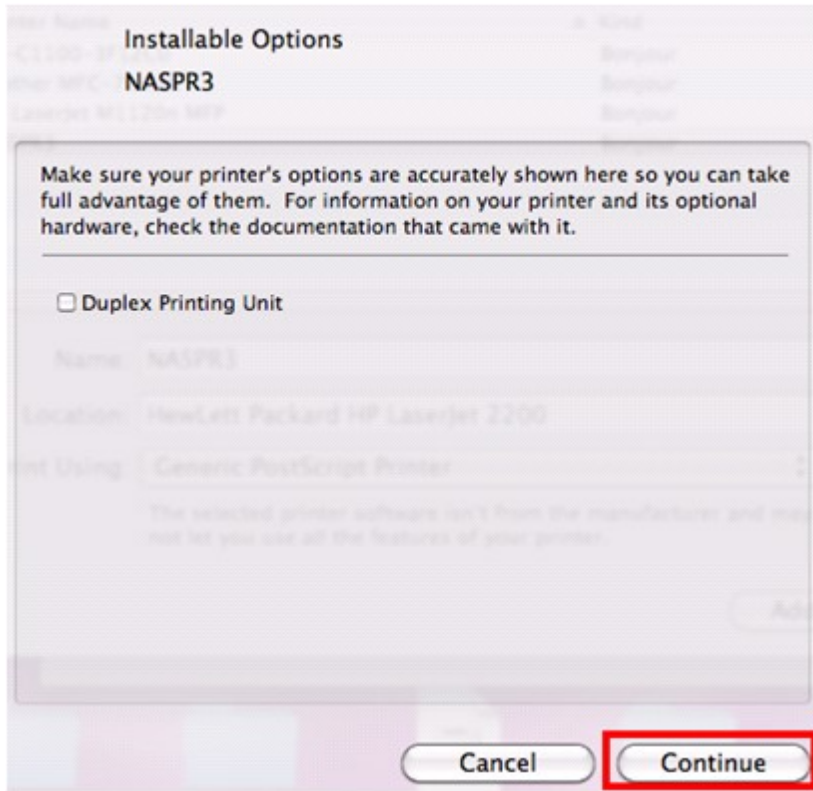 Installable Options
NASPR3
Make sure your printer's options are accurately shown here so you can take
full advantage of them. For information on your printer and its optional
hardware, check the documentation that came with it.
Duplex Printing Unit
Name: NASPR3
Location: HewLett Packard HP LaserJet 2200
Print Using: Generic PostScript Printer
The selected printer software isn't from the manufacturer and may
not let you use all the features of your printer.
Add
Cancel
Continue